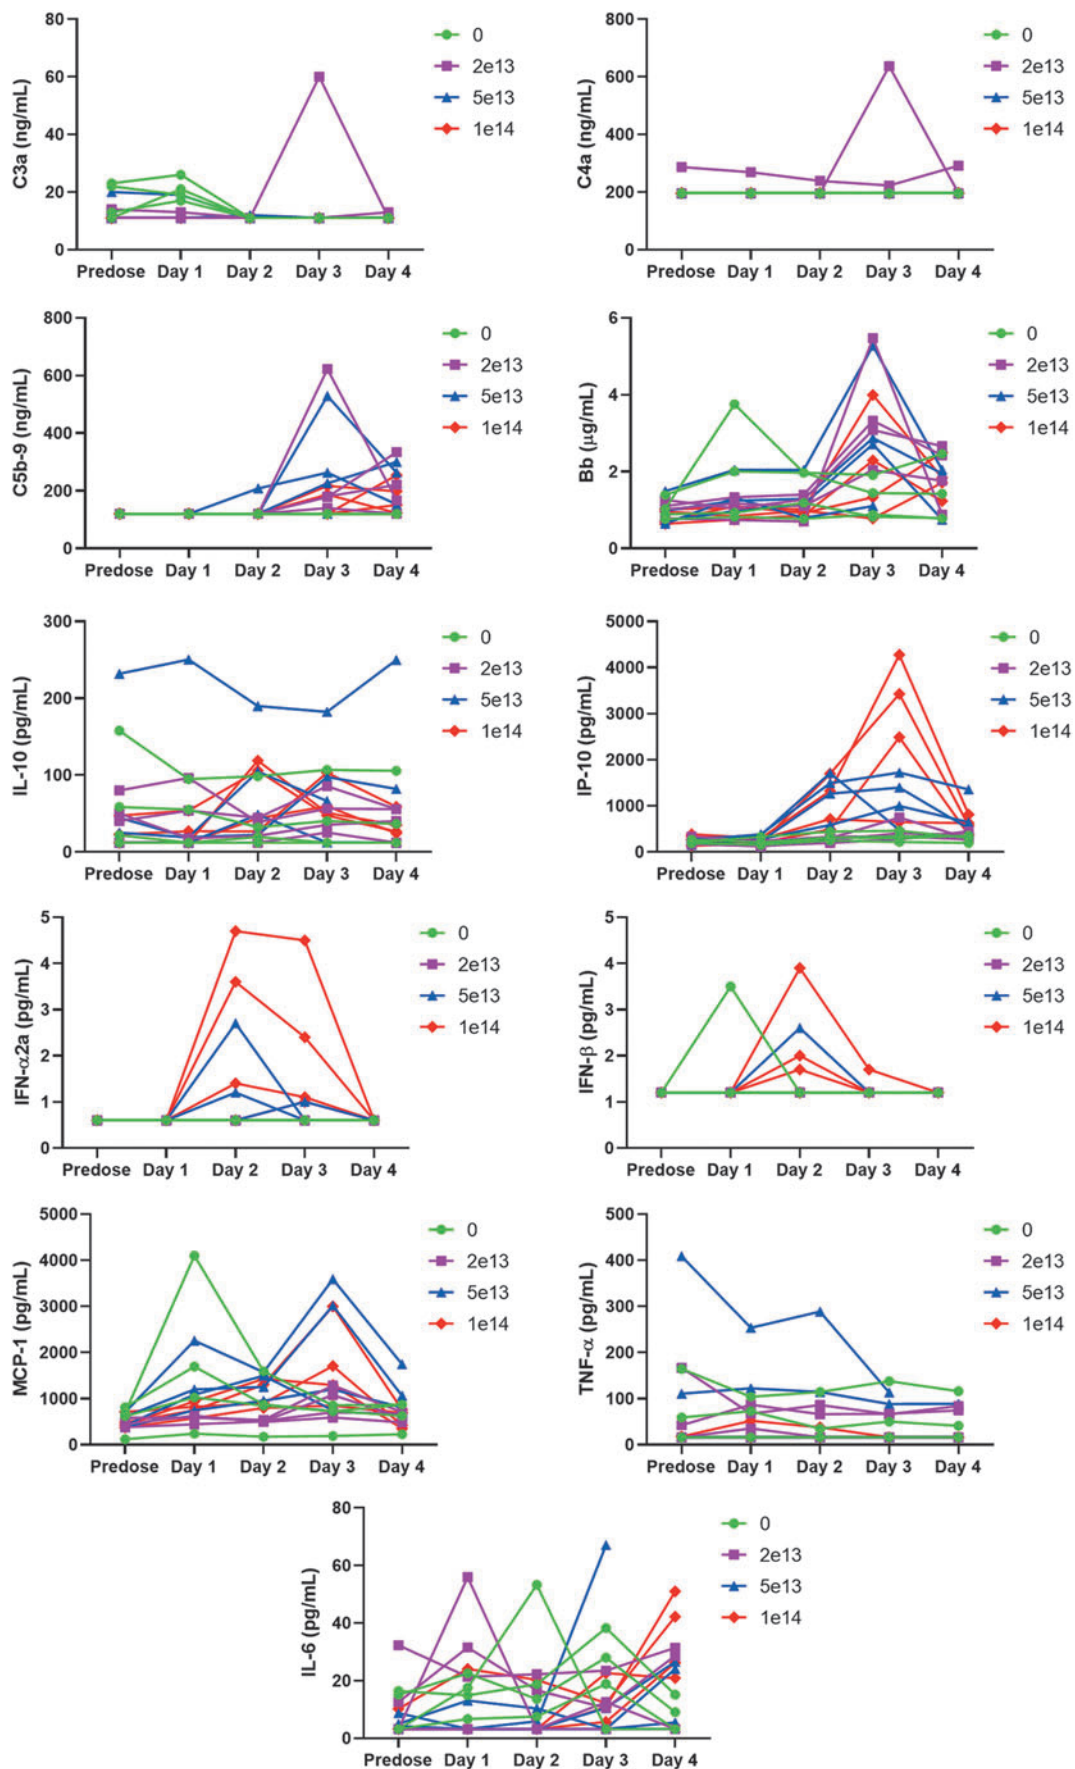 C3a (ng/mL)
80
60
40
20
0
Predose Day 1 Day 2 Day 3 Day 4
0
2e13
5e13
1e14
C4a (ng/mL)
800
600
400
200
0
Predose Day 1 Day 2 Day 3 Day 4
0
2e13
5e13
1e14
C5b-9 (ng/mL)
800
600
400
200
0
Predose Day 1 Day 2 Day 3 Day 4
0
2e13
5e13
1e14
Bb (µg/mL)
6
4
2
0
Predose Day 1 Day 2 Day 3 Day 4
0
2e13
5e13
1e14
IL-10 (pg/mL)
300
200
100
0
Predose Day 1 Day 2 Day 3 Day 4
0
2e13
5e13
1e14
IP-10 (pg/mL)
5000
4000
3000
2000
1000
0
Predose Day 1 Day 2 Day 3 Day 4
0
2e13
5e13
1e14
IFN-α2a (pg/mL)
5
4
3
2
1
0
Predose Day 1 Day 2 Day 3 Day 4
0
2e13
5e13
1e14
IFN-β (pg/mL)
5
4
3
2
1
0
Predose Day 1 Day 2 Day 3 Day 4
0
2e13
5e13
1e14
MCP-1 (pg/mL)
5000
4000
3000
2000
1000
0
Predose Day 1 Day 2 Day 3 Day 4
0
2e13
5e13
1e14
TNF-α (pg/mL)
500
400
300
200
100
0
Predose Day 1 Day 2 Day 3 Day 4
0
2e13
5e13
1e14
IL-6 (pg/mL)
80
60
40
20
0
Predose Day 1 Day 2 Day 3 Day 4
0
2e13
5e13
1e14